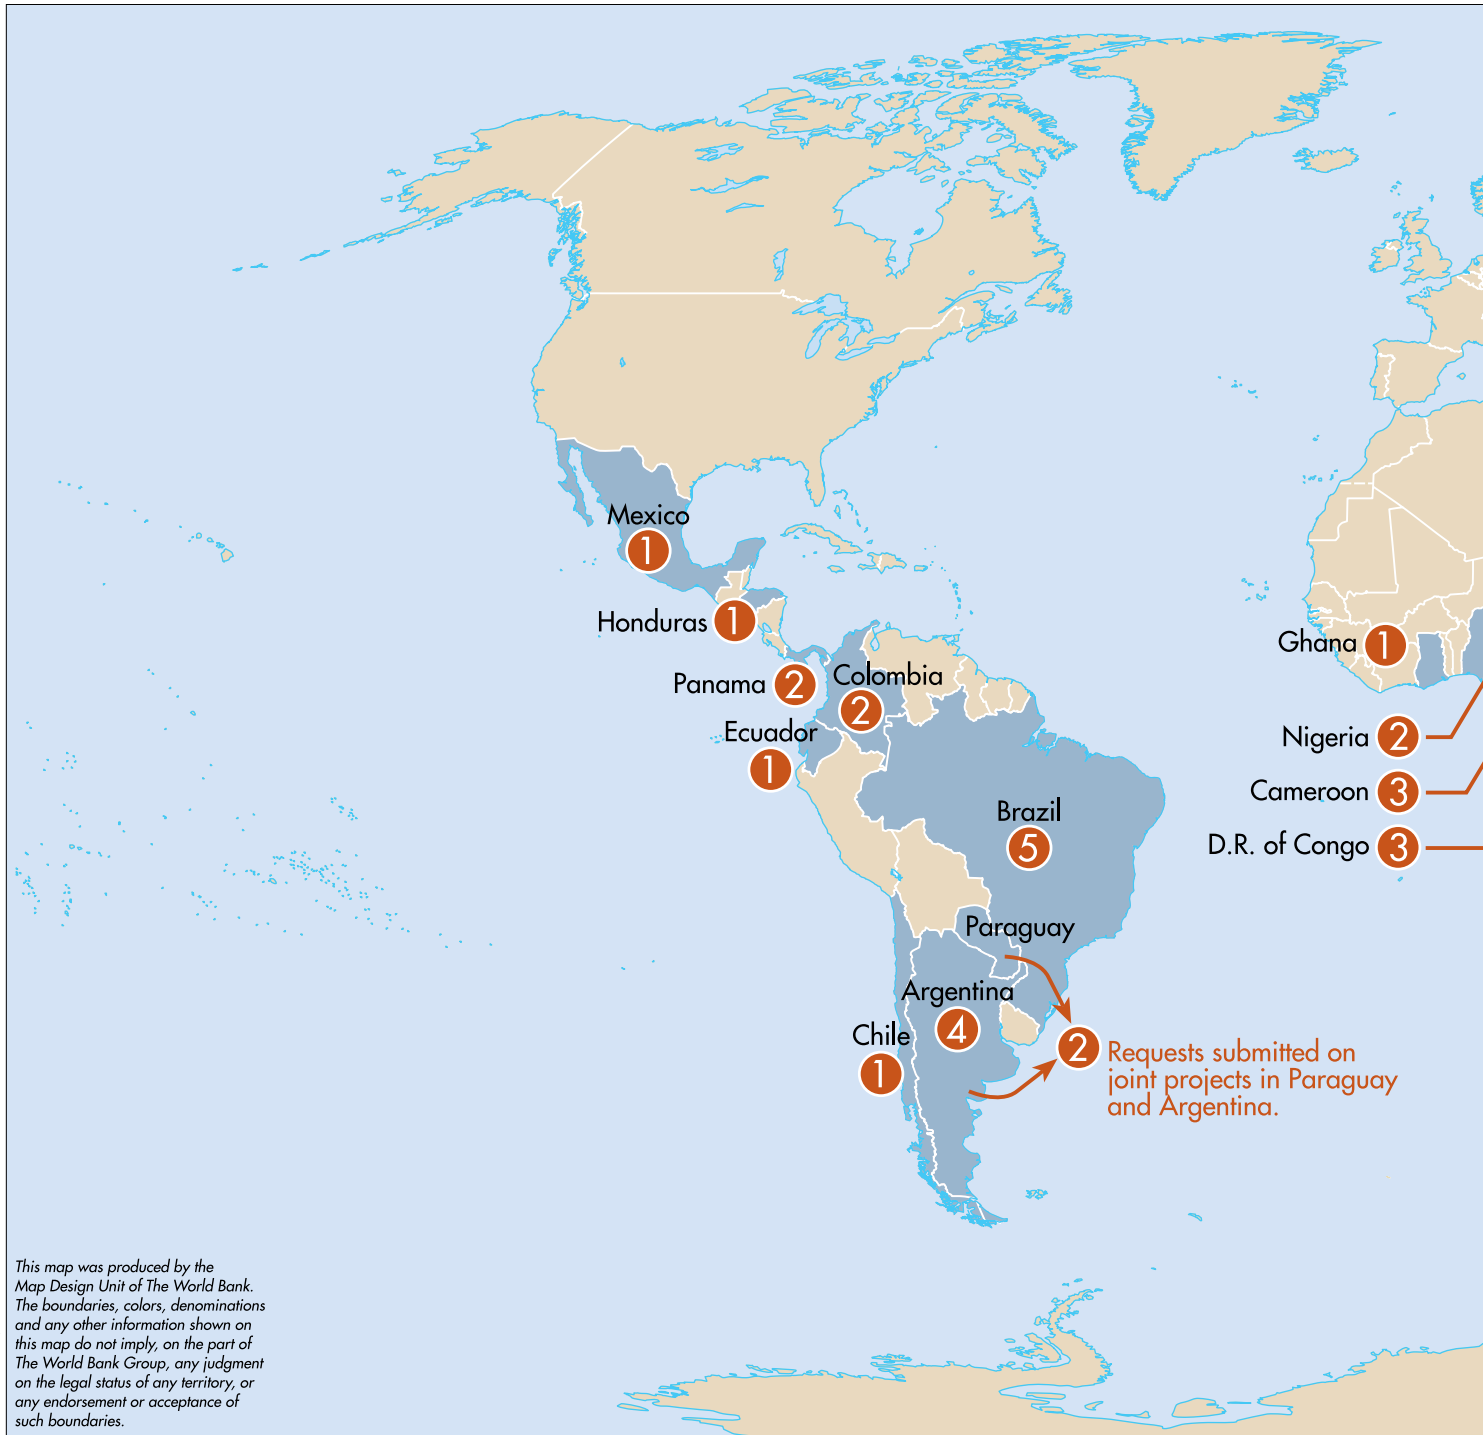 Mexico
1
Honduras
1
Panama
2
Colombia
2
Ecuador
1
Ghana
1
Nigeria
2
Cameroon
3
D.R. of Congo
3
Brazil
5
Paraguay
Argentina
4
Chile
1
2
Requests submitted on
joint projects in Paraguay
and Argentina.
This map was produced by the
Map Design Unit of The World Bank.
The boundaries, colors, denominations
and any other information shown on
this map do not imply, on the part of
The World Bank Group, any judgment
on the legal status of any territory, or
any endorsement or acceptance of
such boundaries.